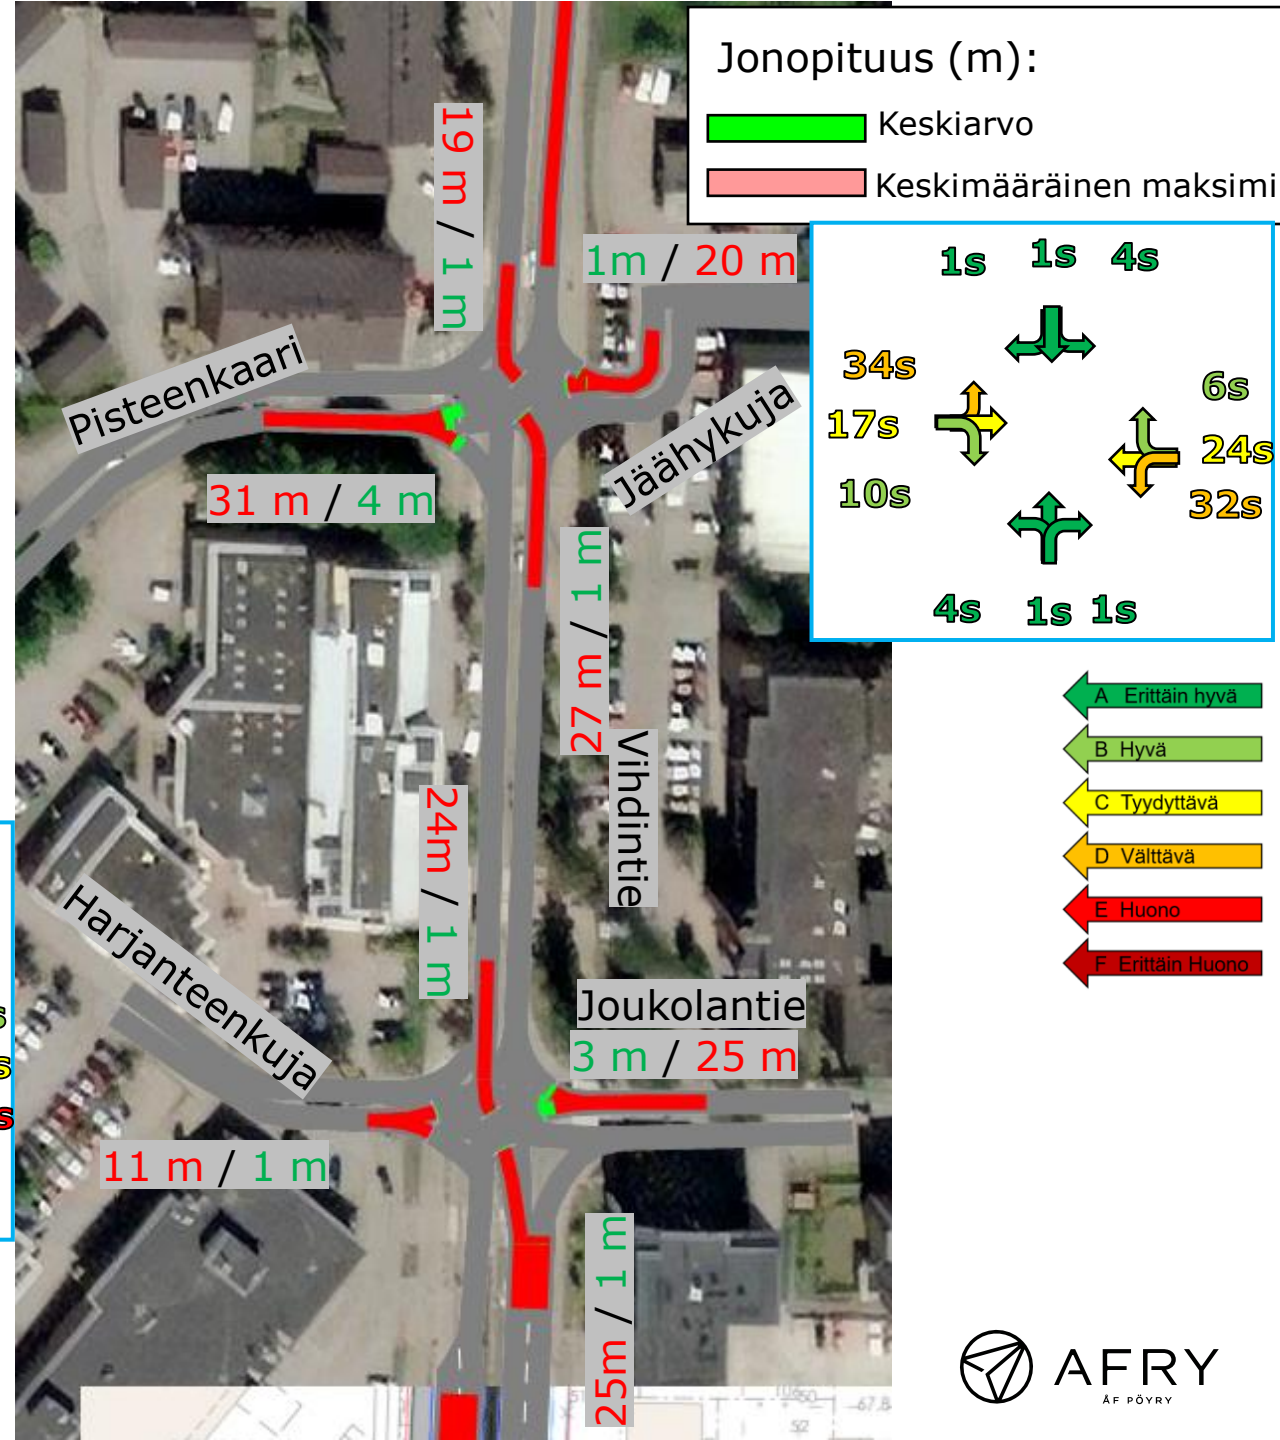 Jonopituus (m):
Keskiarvo
Keskimääräinen maksimi
19 m / 1 m
1m / 20 m
1s 1s 4s
34s
17s
10s
6s
24s
32s
4s 1s 1s
Pisteenkaari
Jäähykuja
31 m / 4 m
27 m / 1 m
Vihdintie
24m / 1 m
A Erittäin hyvä
B Hyvä
C Tyydyttävä
D Välttävä
E Huono
F Erittäin Huono
Harjanteenkuja
Joukolantie
3 m / 25 m
s
s
s
11 m / 1 m
25m / 1 m
AFRY
ÅF PÖYRY